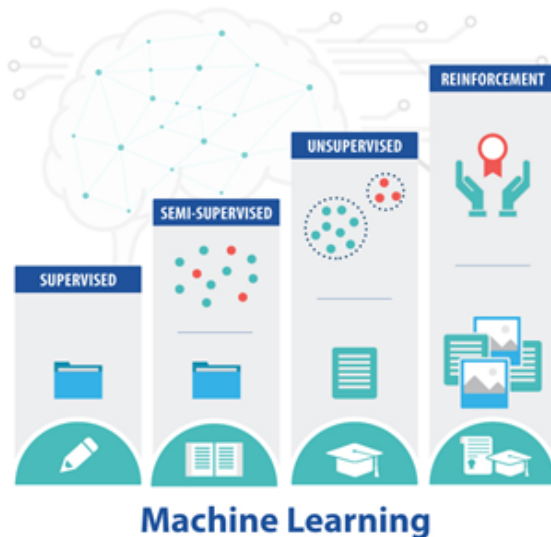 REINFORCEMENT
UNSUPERVISED
SEMI-SUPERVISED
SUPERVISED
Machine Learning